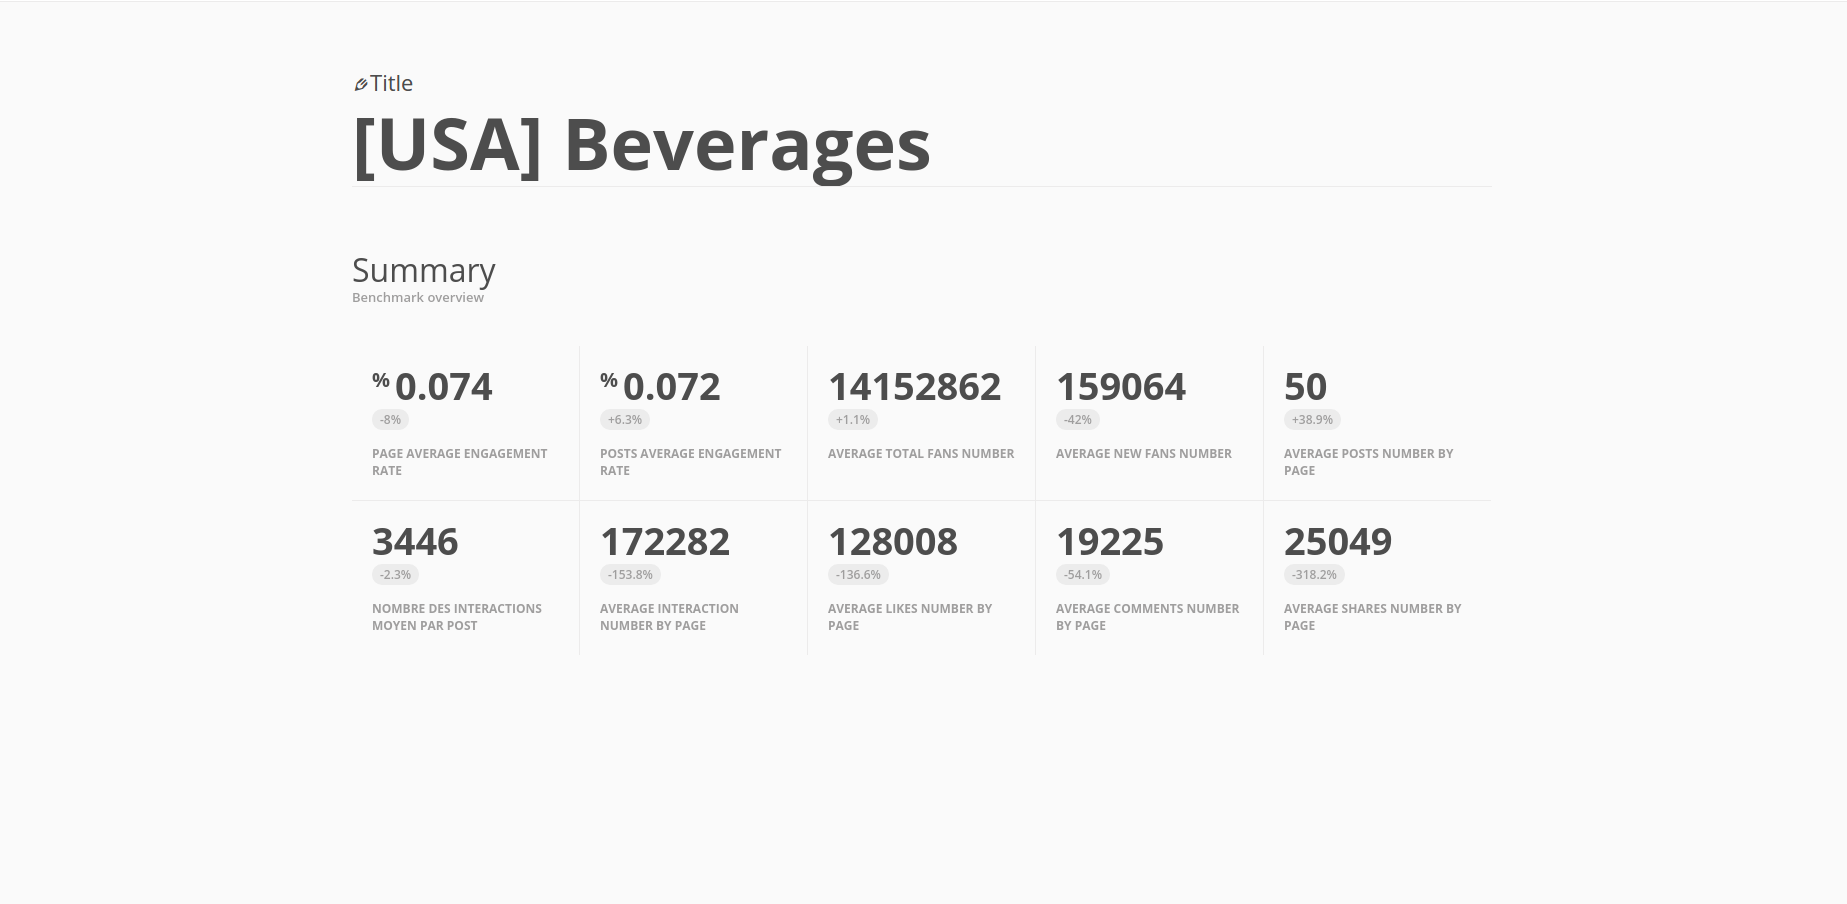 Title
[USA] Beverages
Summary
Benchmark overview
% 0.074
-8%
PAGE AVERAGE ENGAGEMENT
RATE
% 0.072
+6.3%
POSTS AVERAGE ENGAGEMENT
RATE
14152862
+1.1%
AVERAGE TOTAL FANS NUMBER
159064
-42%
AVERAGE NEW FANS NUMBER
50
+38.9%
AVERAGE POSTS NUMBER BY
PAGE
3446
-2.3%
NOMBRE DES INTERACTIONS
MOYEN PAR POST
172282
-153.8%
AVERAGE INTERACTION
NUMBER BY PAGE
128008
-136.6%
AVERAGE LIKES NUMBER BY
PAGE
19225
-54.1%
AVERAGE COMMENTS NUMBER
BY PAGE
25049
-318.2%
AVERAGE SHARES NUMBER BY
PAGE